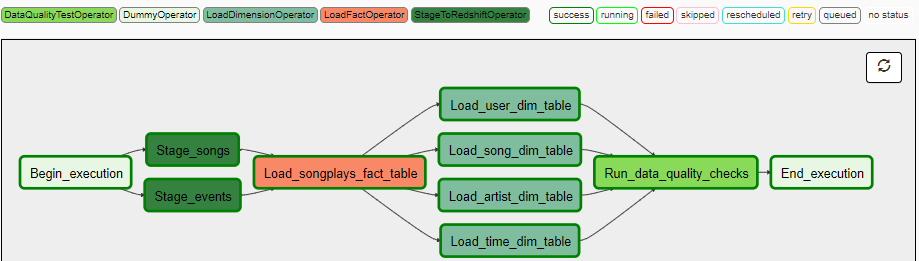 DataQualityTestOperator DummyOperator LoadDimensionOperator LoadFactOperator StageToRedshiftOperator success running failed skipped rescheduled retry queued no status
Load_user_dim_table
Stage_songs Load_song_dim_table
Begin_execution Load_songplays_fact_table Run_data_quality_checks End_execution
Stage_events Load_artist_dim_table
Load_time_dim_table